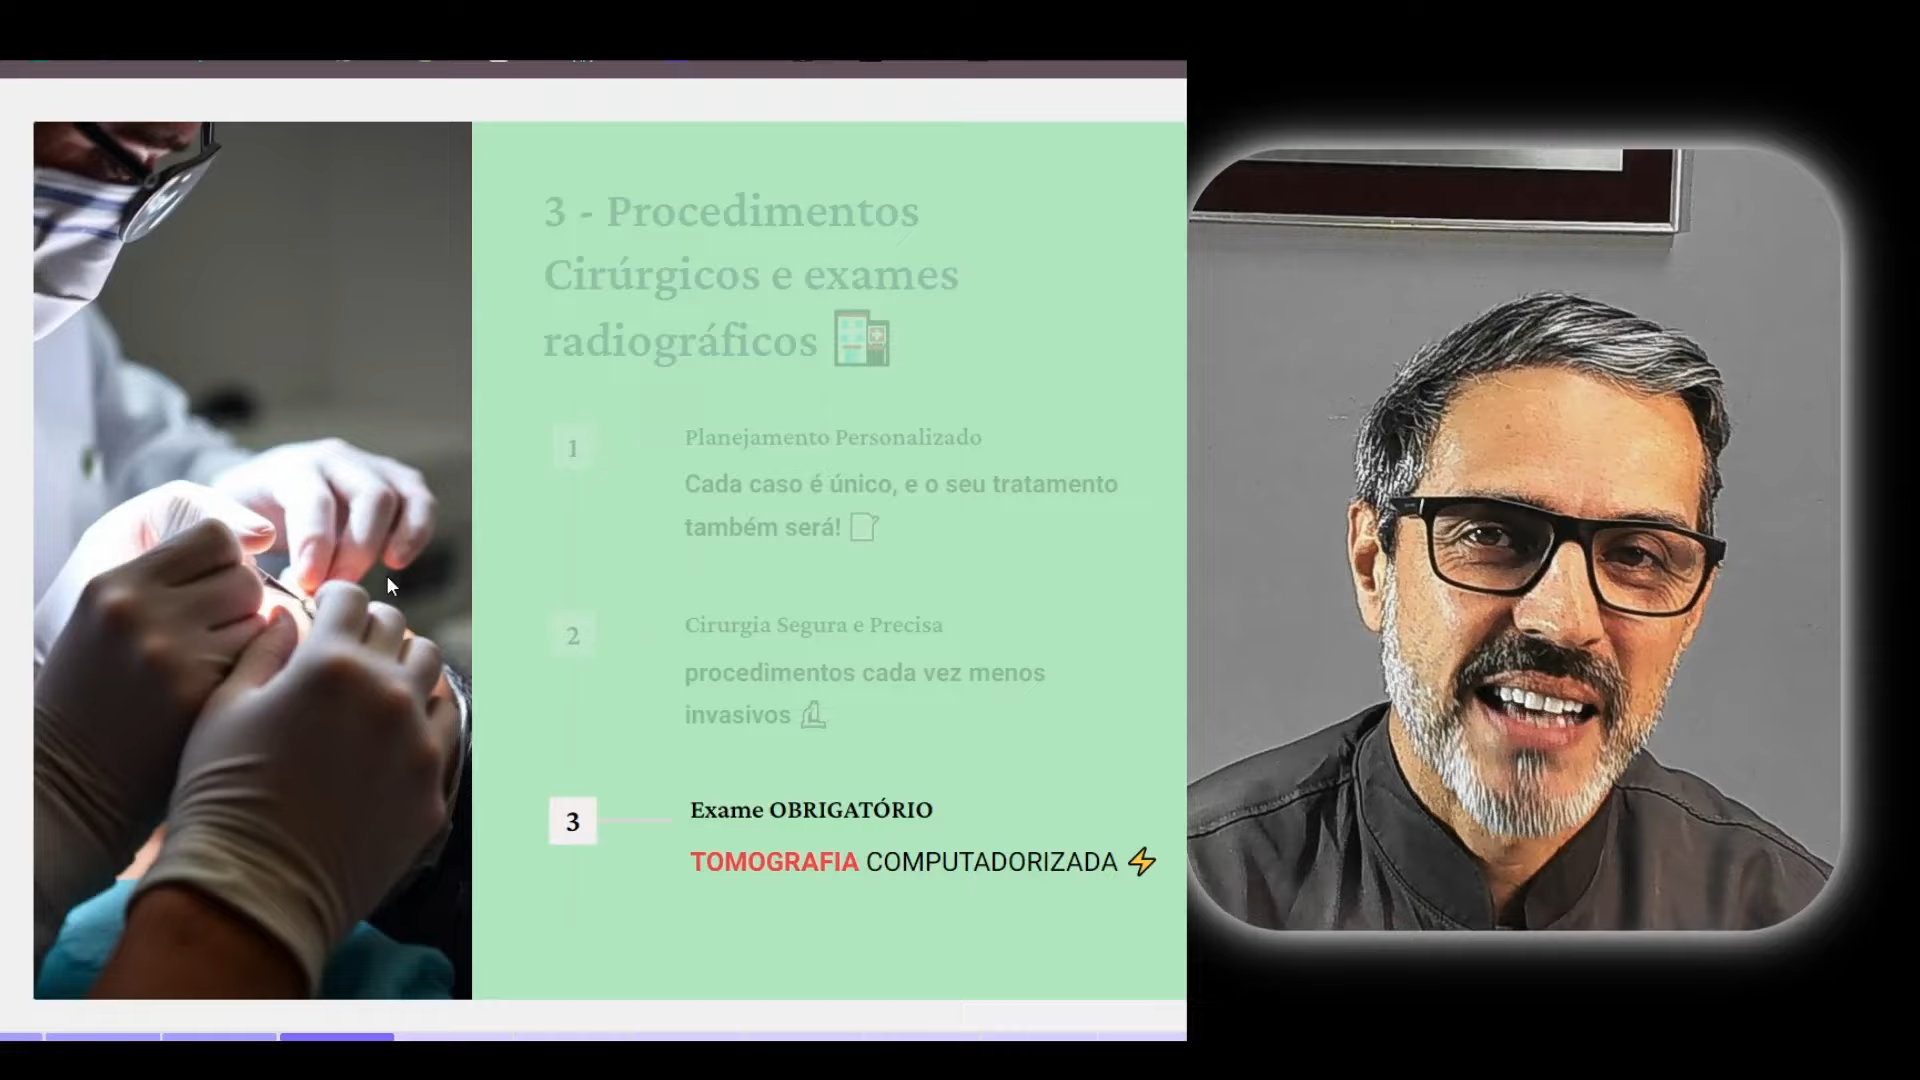 3 - Procedimentos
Cirúrgicos e exames
radiográficos
1
Planejamento Personalizado
Cada caso é único, e o seu tratamento
também será!
2
Cirurgia Segura e Precisa
procedimentos cada vez menos
invasivos
3
Exame OBRIGATÓRIO
TOMOGRAFIA COMPUTADORIZADA